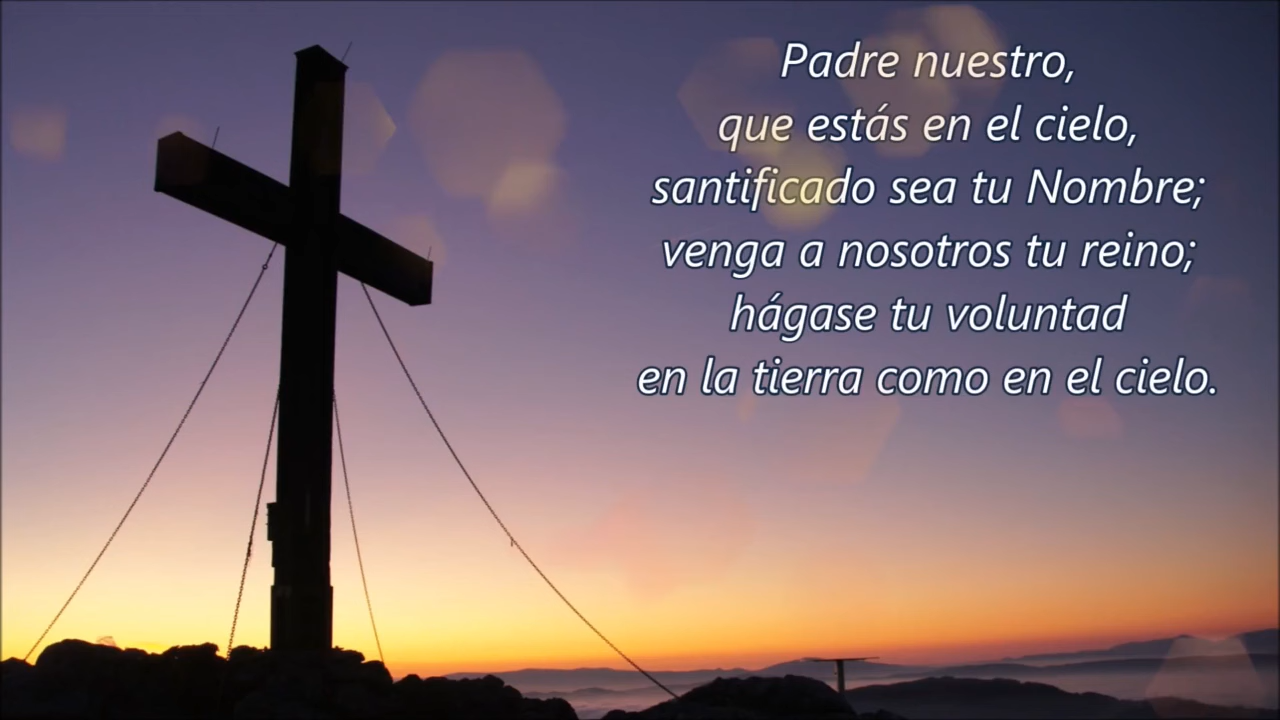 Padre nuestro,
que estás en el cielo,
santificado sea tu Nombre;
venga a nosotros tu reino;
hágase tu voluntad
en la tierra como en el cielo.